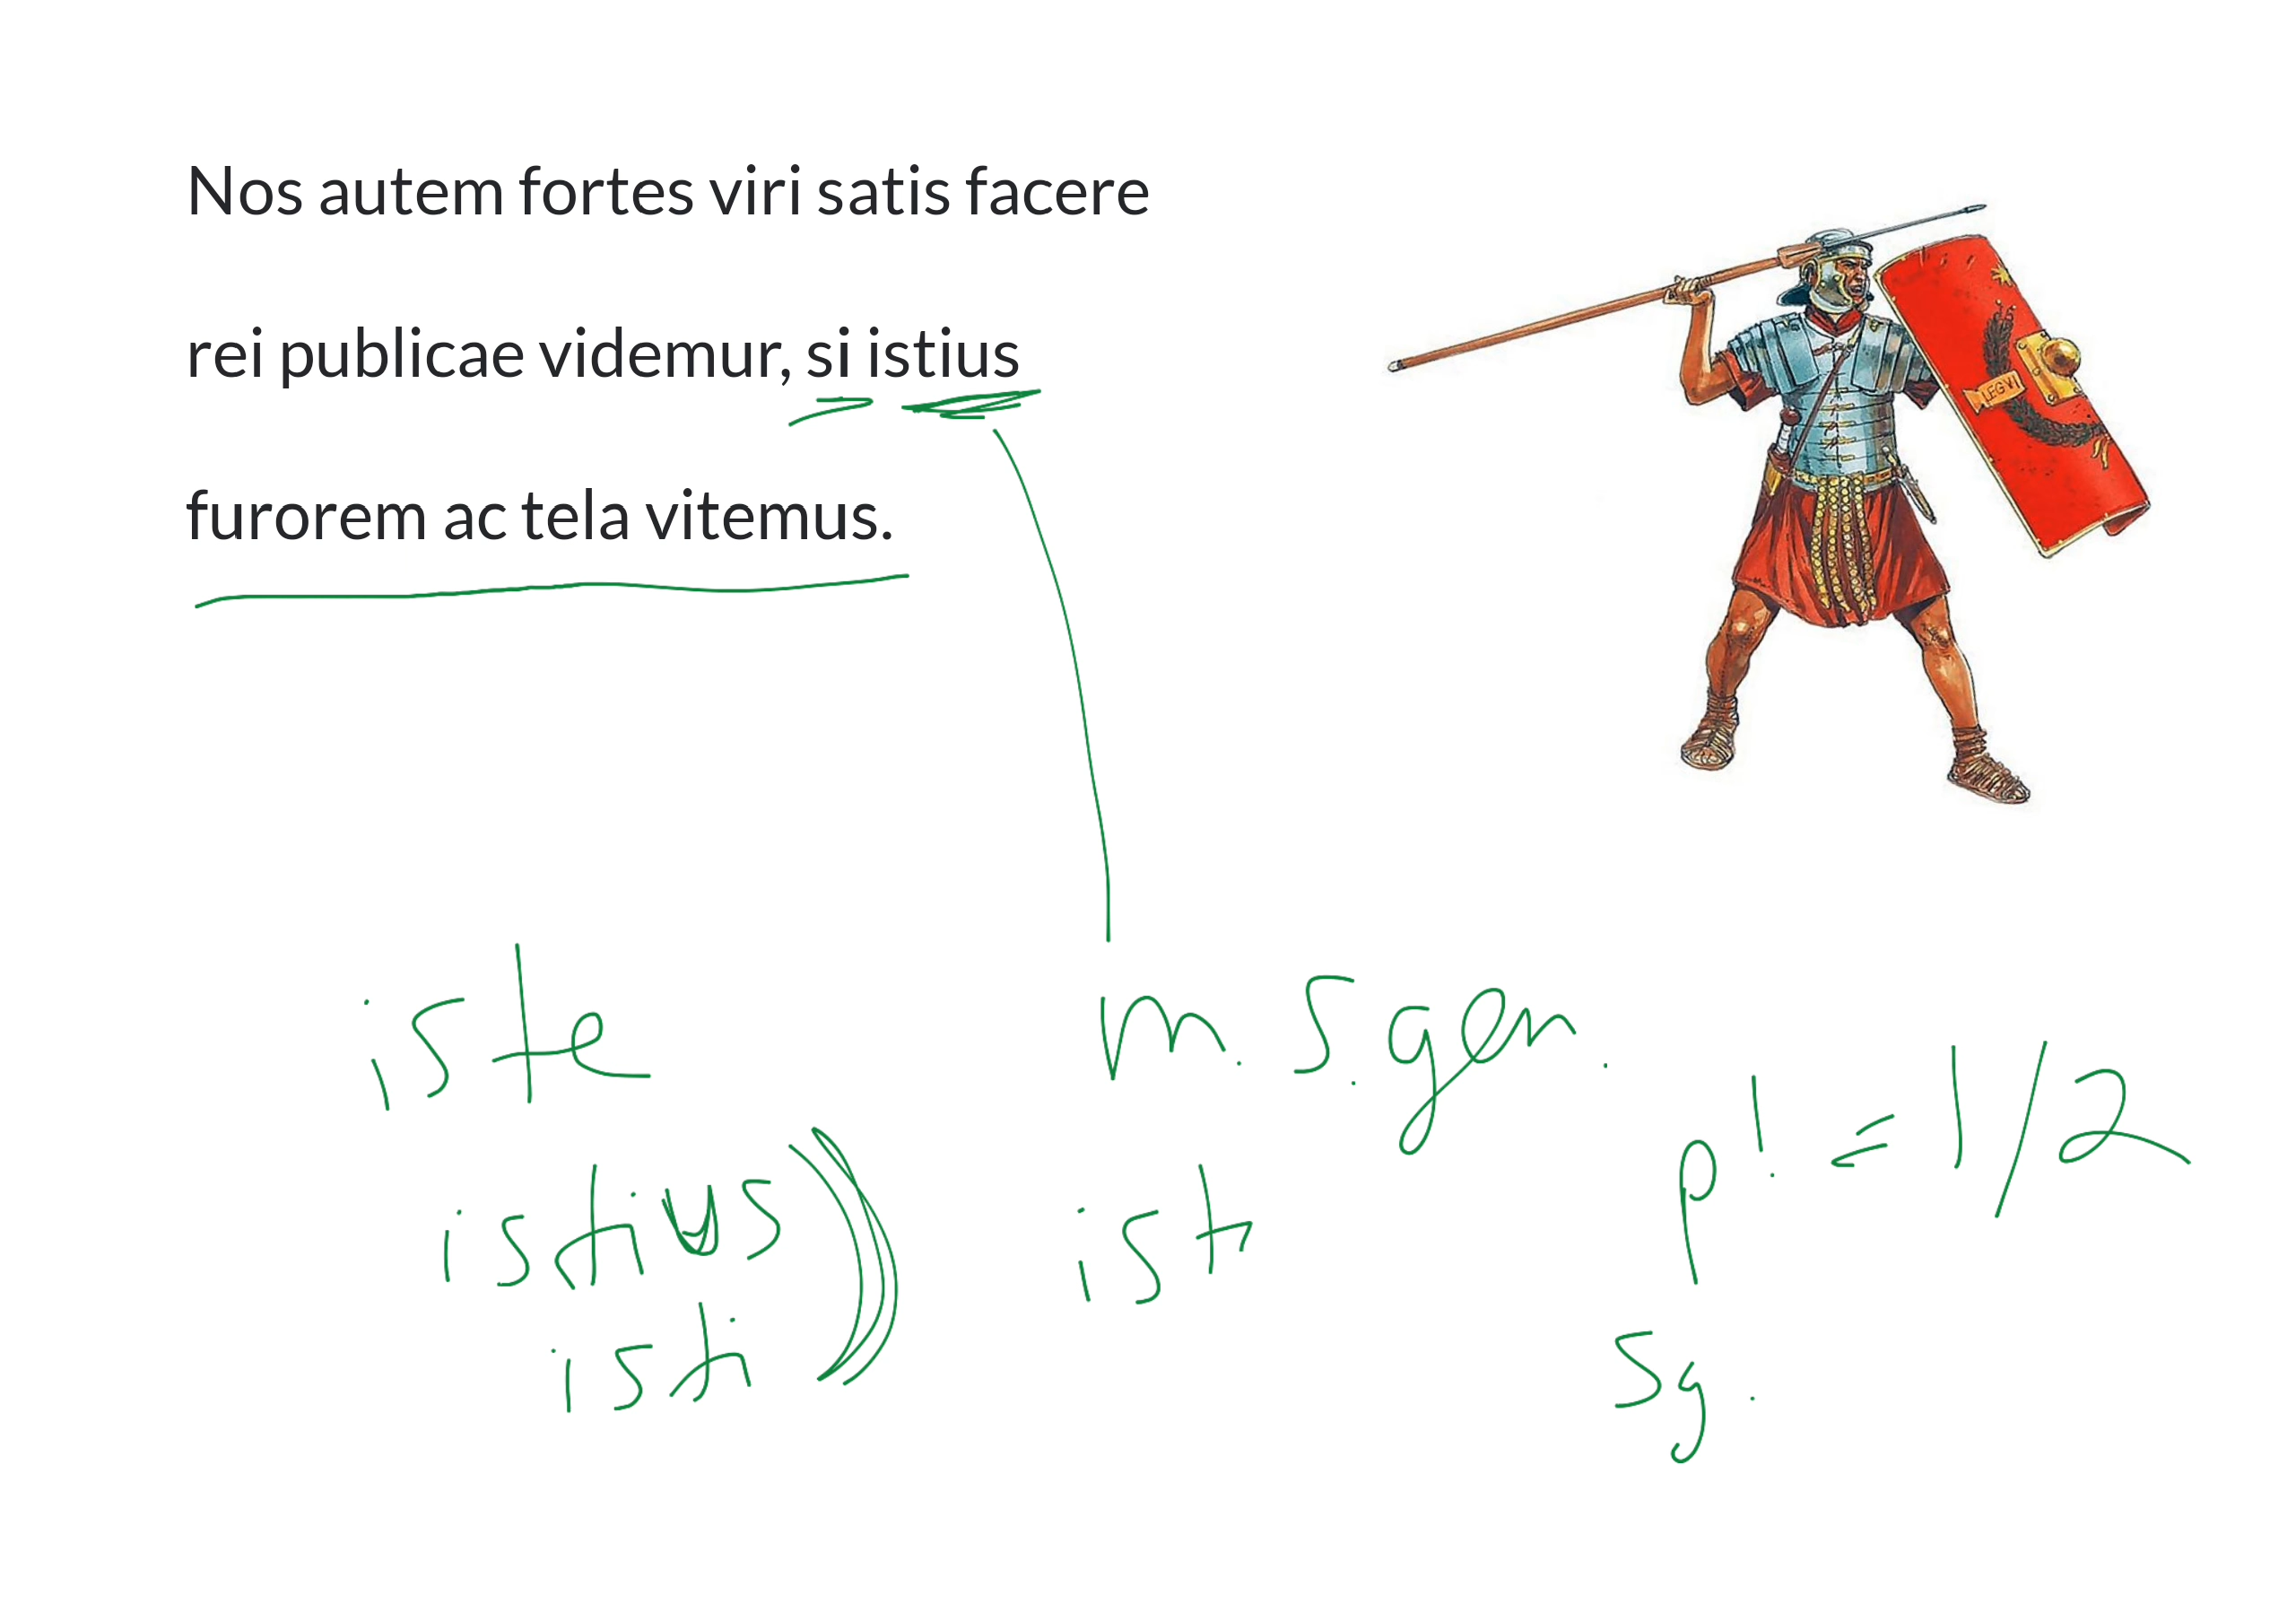 Nos autem fortes viri satis facere
rei publicae videmur, si istius
furorem ac tela vitemus.
LEGVI
iste
m. s. gen.
p! = 1/2
istius
ist
isti
sg.